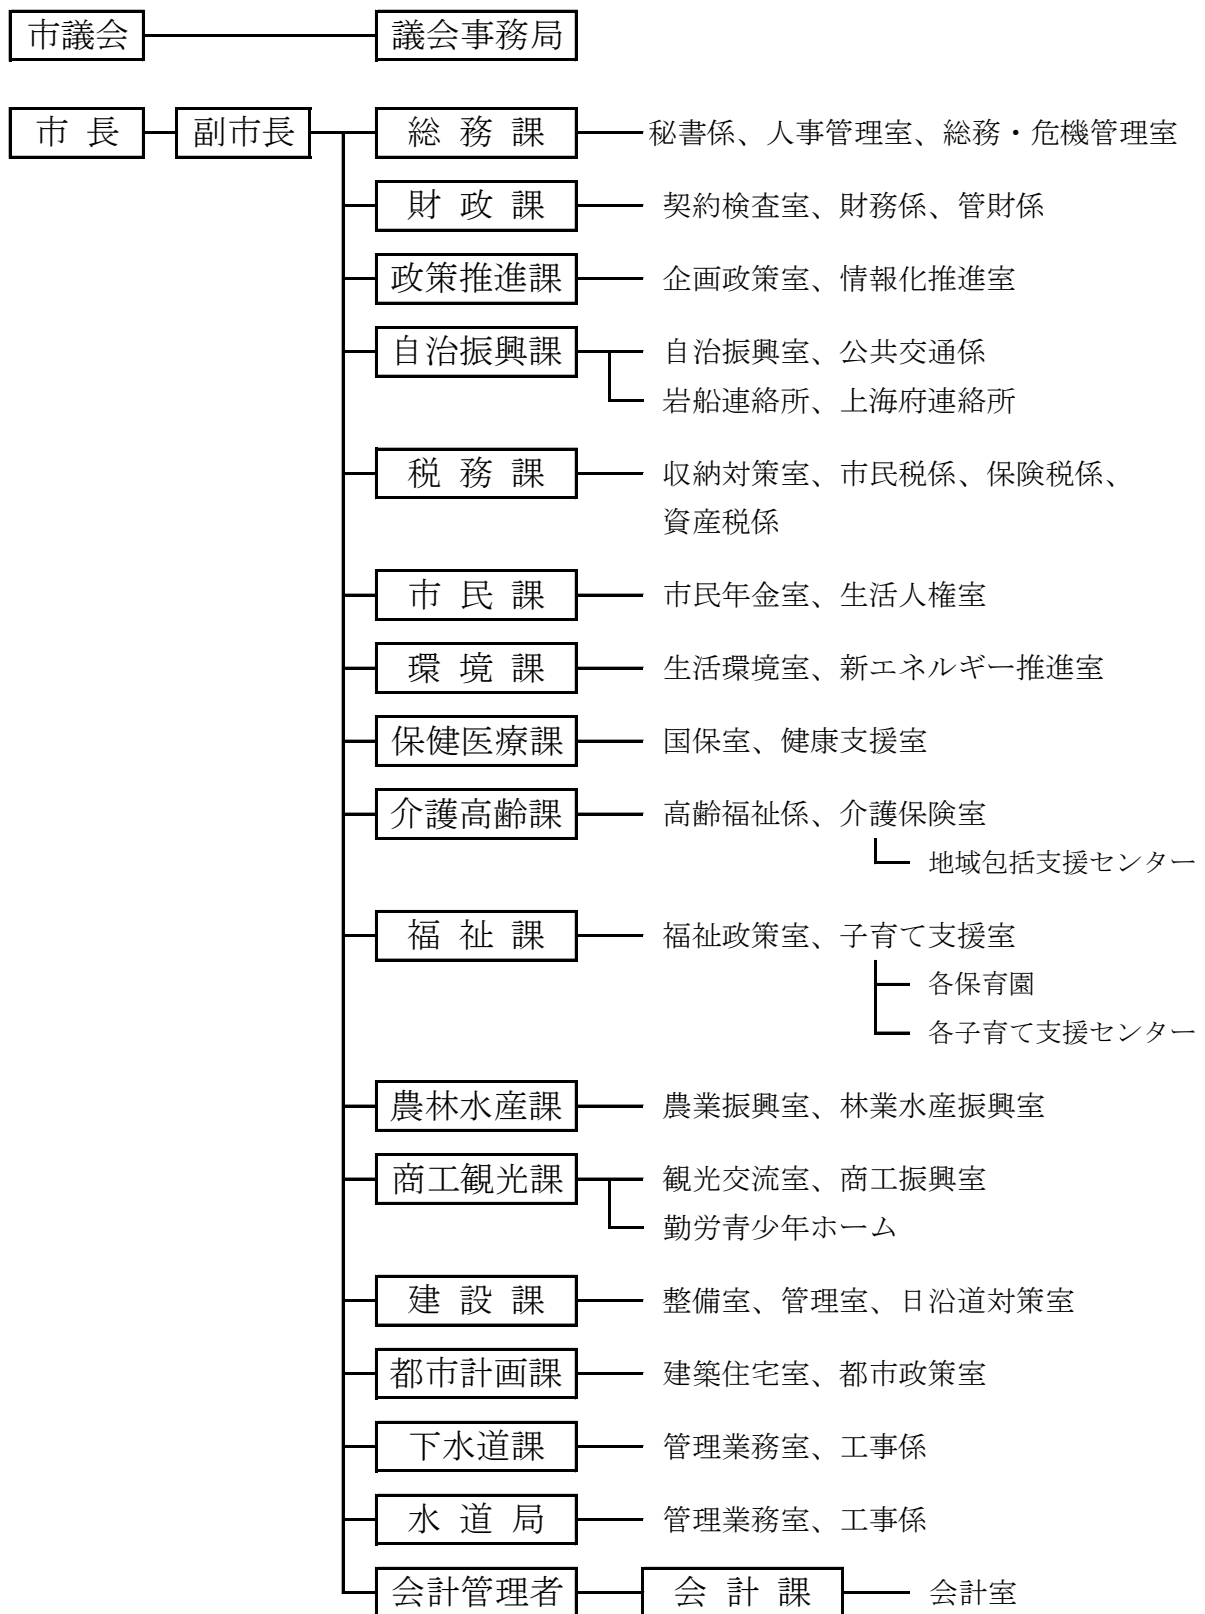 市議会 議会事務局
市長 副市長 総務課 秘書係、人事管理室、総務・危機管理室
財政課 契約検査室、財務係、管財係
政策推進課 企画政策室、情報化推進室
自治振興課 自治振興室、公共交通係
岩船連絡所、上海府連絡所
税務課 収納対策室、市民税係、保険税係、
資産税係
市民課 市民年金室、生活人権室
環境課 生活環境室、新エネルギー推進室
保健医療課 国保室、健康支援室
介護高齢課 高齢福祉係、介護保険室
地域包括支援センター
福祉課 福祉政策室、子育て支援室
各保育園
各子育て支援センター
農林水産課 農業振興室、林業水産振興室
商工観光課 観光交流室、商工振興室
勤労青少年ホーム
建設課 整備室、管理室、日沿道対策室
都市計画課 建築住宅室、都市政策室
下水道課 管理業務室、工事係
水道局 管理業務室、工事係
会計管理者 会計課 会計室